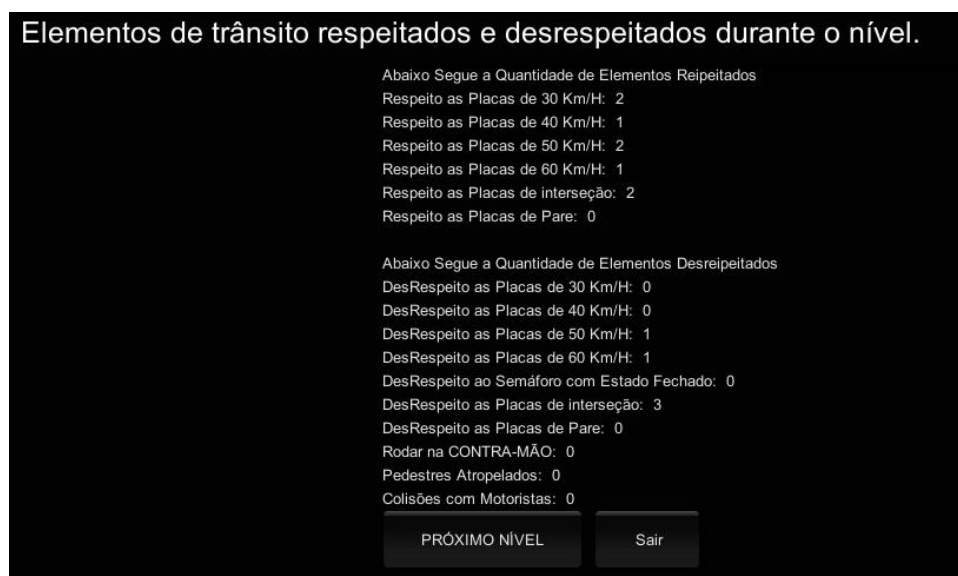 Elementos de trânsito respeitados e desrespeitados durante o nível.
Abaixo Segue a Quantidade de Elementos Reipeitados
Respeito as Placas de 30 Km/H: 2
Respeito as Placas de 40 Km/H: 1
Respeito as Placas de 50 Km/H: 2
Respeito as Placas de 60 Km/H: 1
Respeito as Placas de interseção: 2
Respeito as Placas de Pare: 0
Abaixo Segue a Quantidade de Elementos Desreipeitados
DesRespeito as Placas de 30 Km/H: 0
DesRespeito as Placas de 40 Km/H: 0
DesRespeito as Placas de 50 Km/H: 1
DesRespeito as Placas de 60 Km/H: 1
DesRespeito ao Semáforo com Estado Fechado: 0
DesRespeito as Placas de interseção: 3
DesRespeito as Placas de Pare: 0
Rodar na CONTRA-MÃO: 0
Pedestres Atropelados: 0
Colisões com Motoristas: 0
PRÓXIMO NÍVEL Sair